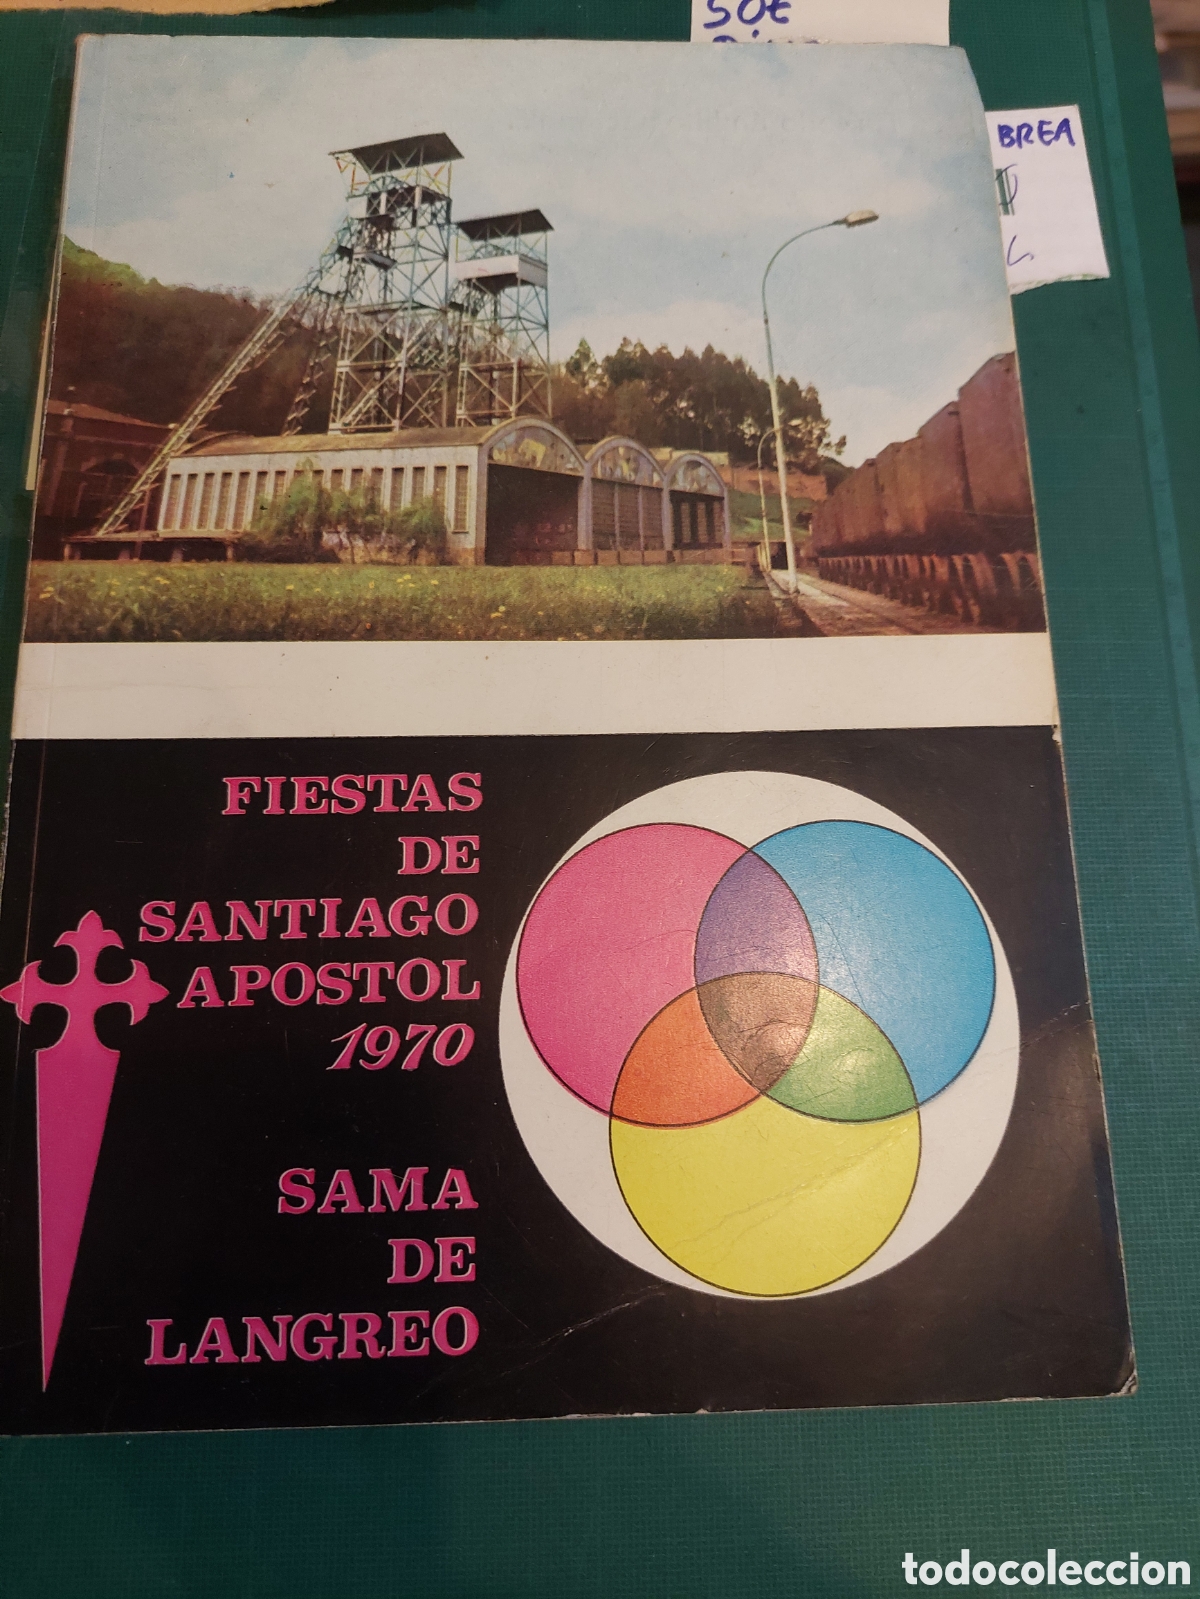 50€
BREA
FIESTAS
DE
SANTIAGO
APOSTOL
1970
SAMA
DE
LANGREO
todocoleccion